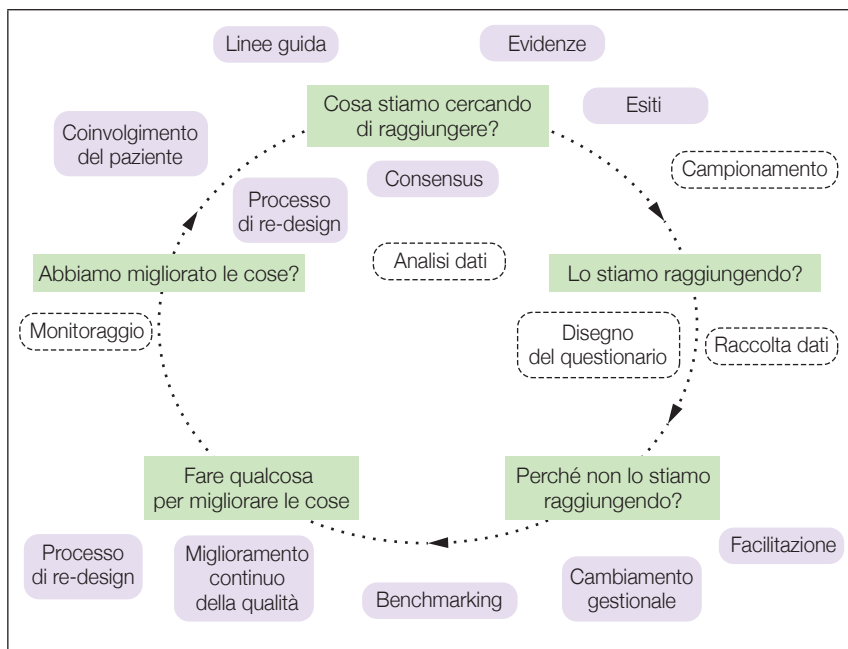 Linee guida
Evidenze
Cosa stiamo cercando
di raggiungere?
Esiti
Coinvolgimento
del paziente
Campionamento
Consensus
Processo
di re-design
Analisi dati
Abbiamo migliorato le cose?
Lo stiamo raggiungendo?
Monitoraggio
Disegno
del questionario
Raccolta dati
Fare qualcosa
per migliorare le cose
Perché non lo stiamo
raggiungendo?
Facilitazione
Processo
di re-design
Miglioramento
continuo
della qualità
Benchmarking
Cambiamento
gestionale